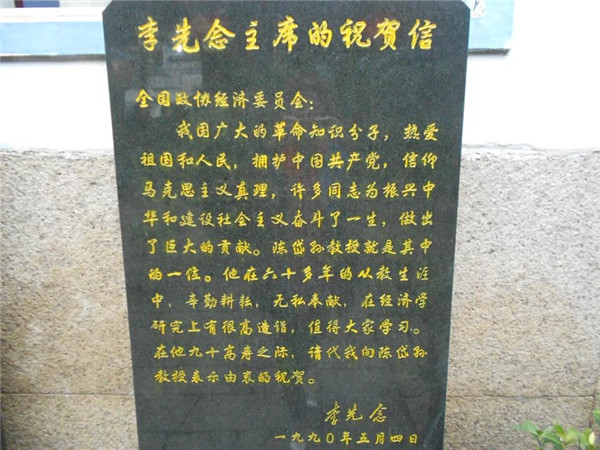 李先念主席的祝贺信
全国政协经济委员会：
我国广大的革命知识分子，热爱
祖国和人民，拥护中国共产党，信仰
马克思主义真理，许多同志为振兴中
华和建设社会主义奋斗了一生，做出
了巨大的贡献。陈岱孙教授就是其中
的一位。他在六十多年的从教生涯
中，辛勤耕耘，无私奉献，在经济学
研究上有很高造诣，值得大家学习。
在他九十高寿之际，请代我向陈岱孙
教授表示由衷的祝贺。
李先念
一九九〇年五月四日